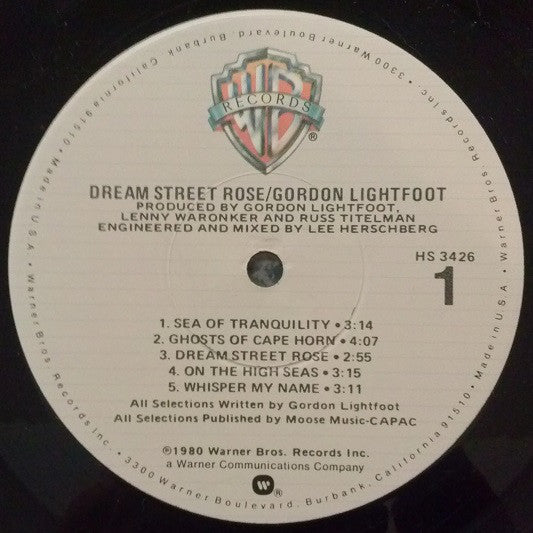 WB
RECORDS
DREAM STREET ROSE/GORDON LIGHTFOOT
PRODUCED BY GORDON LIGHTFOOT,
LENNY WARONKER AND RUSS TITELMAN
ENGINEERED AND MIXED BY LEE HERSCHBERG
HS 3426
1
1. SEA OF TRANQUILITY • 3:14
2. GHOSTS OF CAPE HORN • 4:07
3. DREAM STREET ROSE • 2:55
4. ON THE HIGH SEAS • 3:15
5. WHISPER MY NAME • 3:11
All Selections Written by Gordon Lightfoot
All Selections Published by Moose Music-CAPAC
℗1980 Warner Bros. Records Inc.
a Warner Communications Company
W ®
Warner Bros. Records Inc. • 3300 Warner Boulevard, Burbank, California 91510 • Made in U.S.A. • Warner Bros. Records Inc. • 3300 Warner Boulevard, Burbank, California 91510 • Made in U.S.A. •